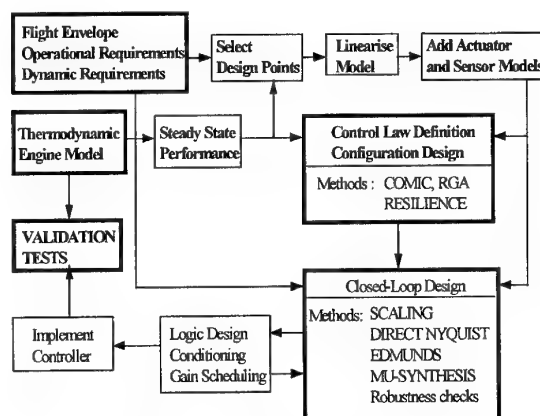 Flight Envelope
Operational Requirements
Dynamic Requirements
Select
Design Points
Linearise
Model
Add Actuator
and Sensor Models
Thermodynamic
Engine Model
Steady State
Performance
Control Law Definition
Configuration Design
Methods : COMIC, RGA
RESILIENCE
VALIDATION
TESTS
Closed-Loop Design
Methods: SCALING
DIRECT NYQUIST
EDMUNDS
MU-SYNTHESIS
Robustness checks
Implement
Controller
Logic Design
Conditioning
Gain Scheduling